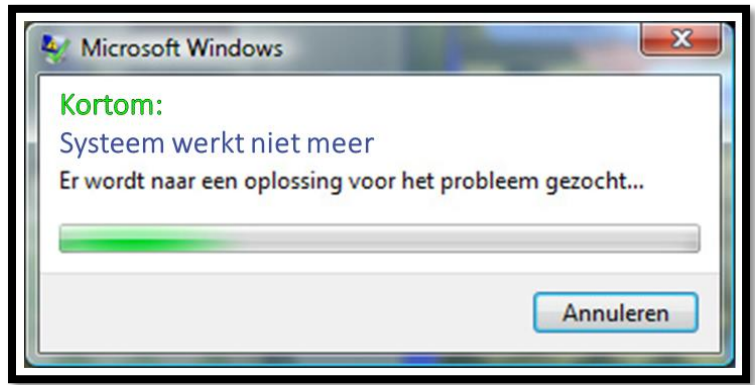 Microsoft Windows
Kortom:
Systeem werkt niet meer
Er wordt naar een oplossing voor het probleem gezocht...
Annuleren